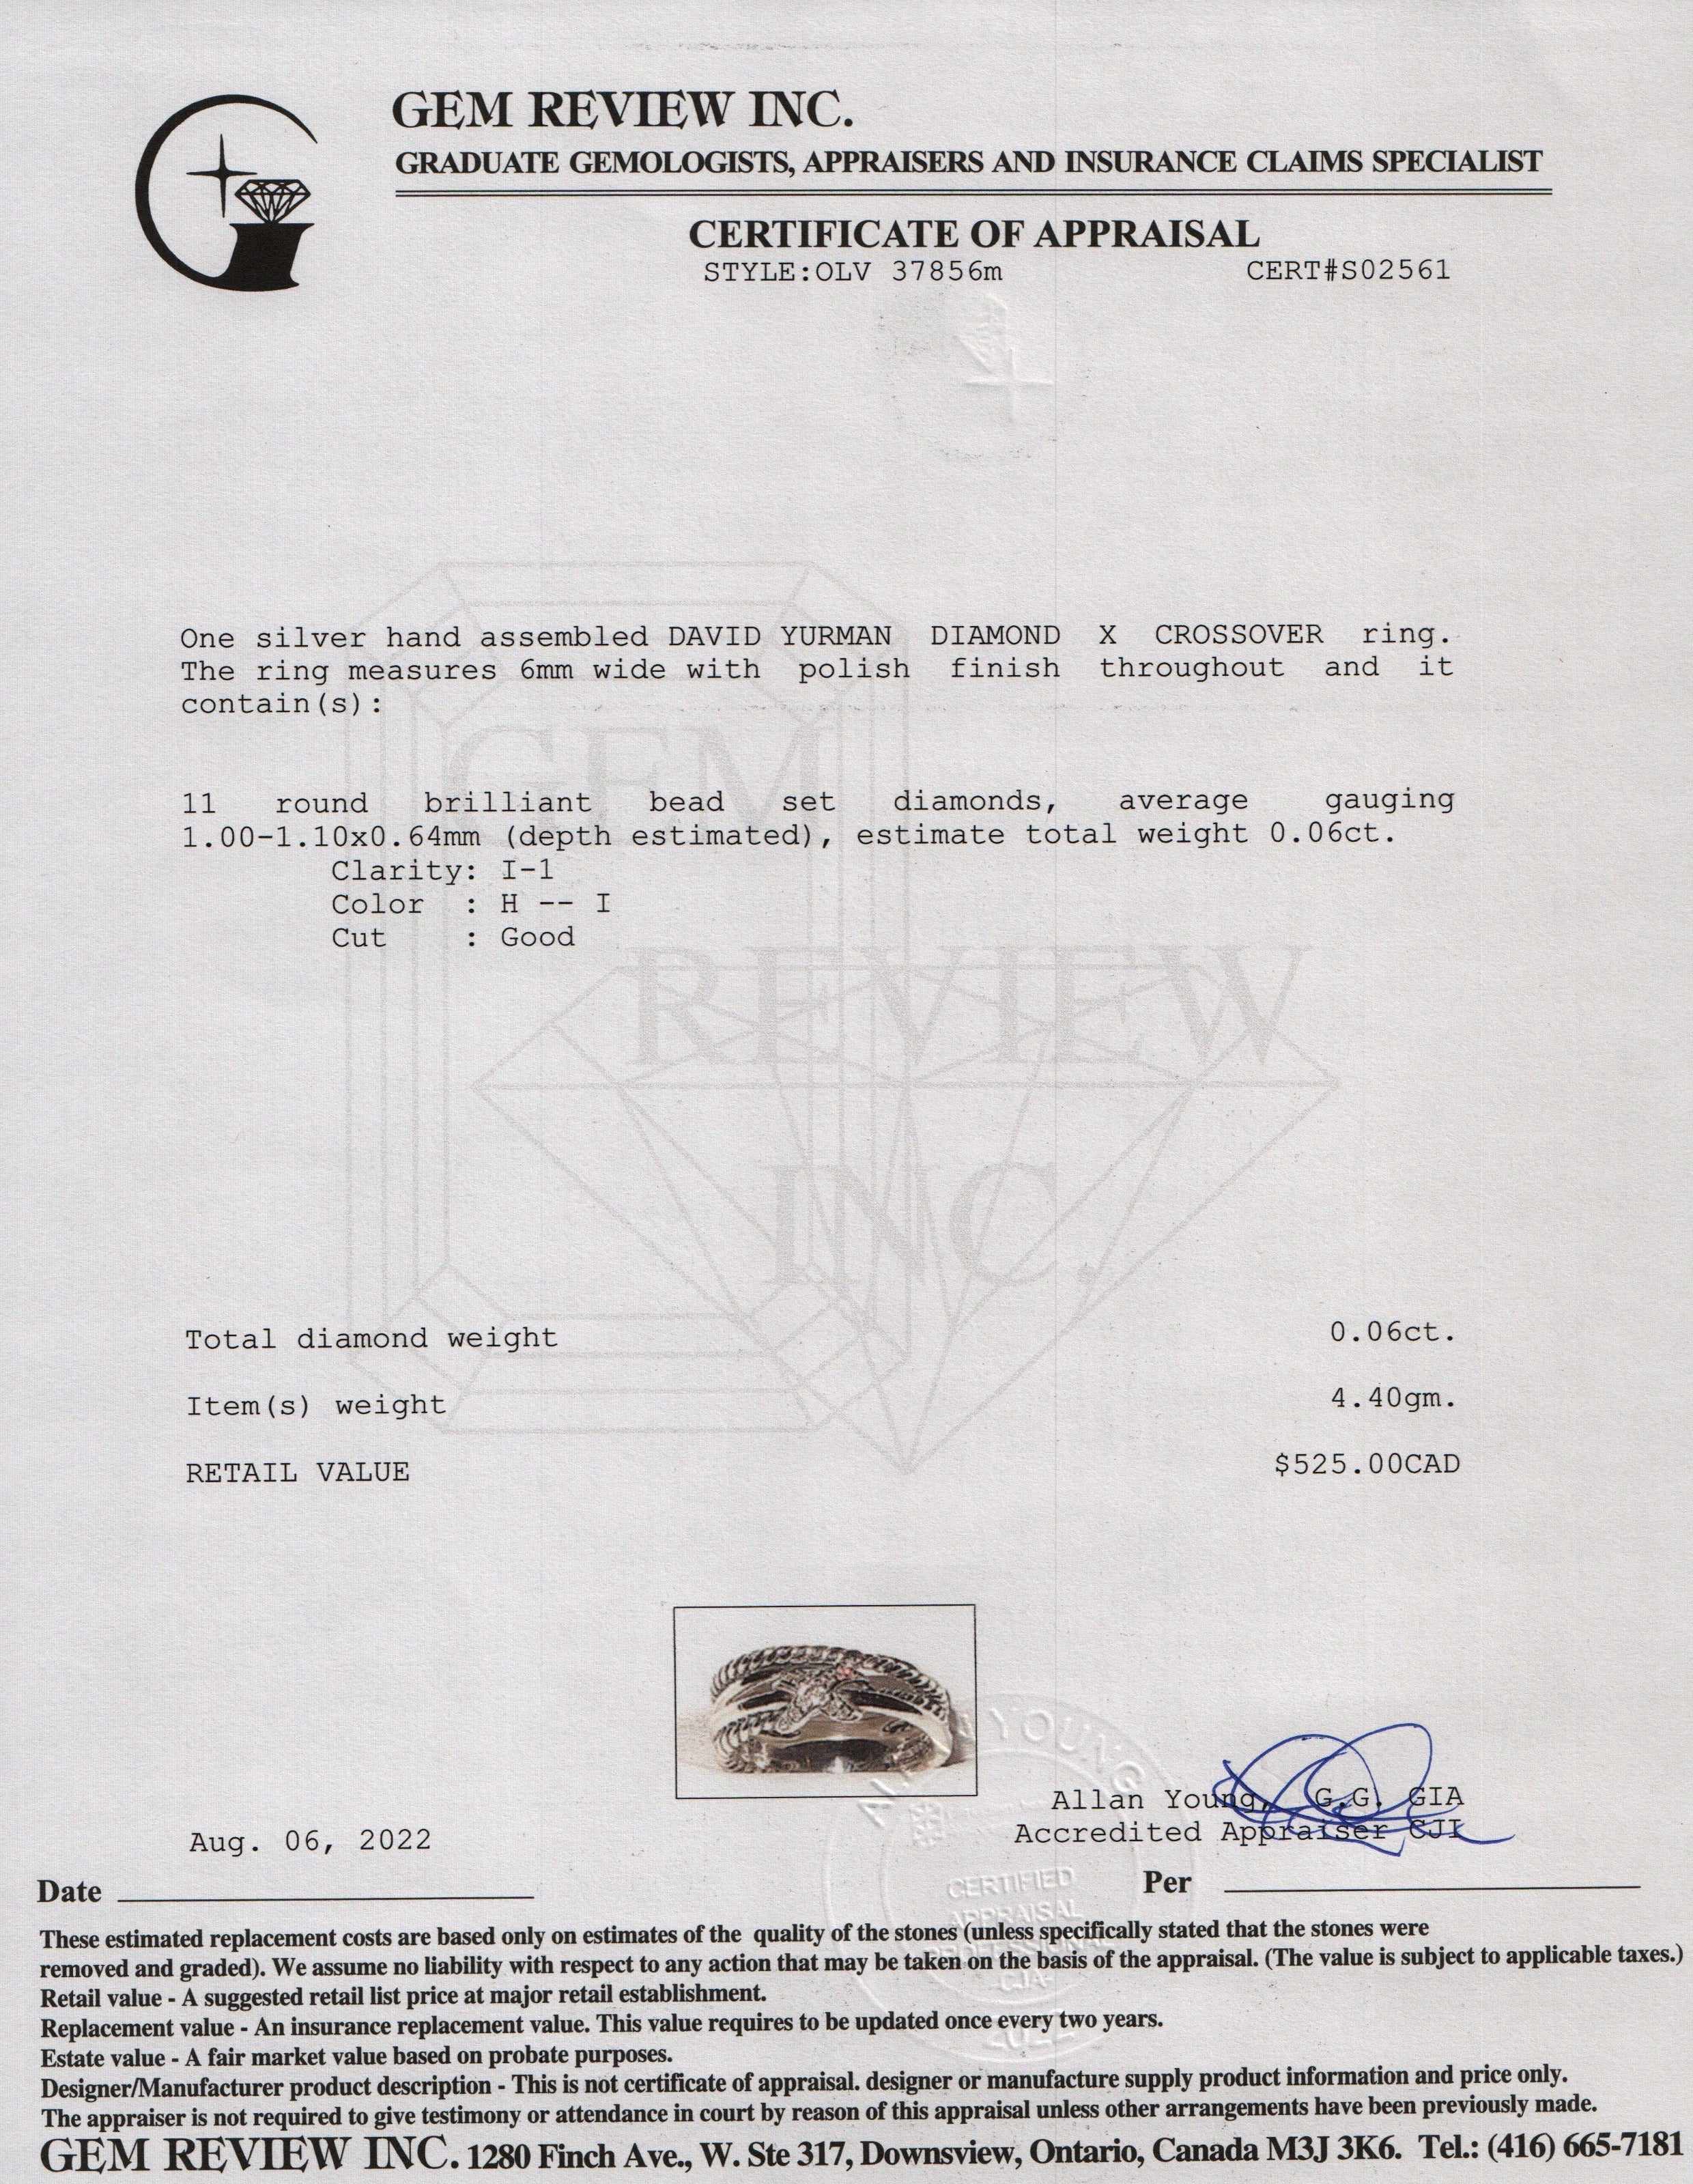 GEM REVIEW INC.
GRADUATE GEMOLOGISTS, APPRAISERS AND INSURANCE CLAIMS SPECIALIST
CERTIFICATE OF APPRAISAL
STYLE:OLV 37856m CERT#S02561
One silver hand assembled DAVID YURMAN DIAMOND X CROSSOVER ring.
The ring measures 6mm wide with polish finish throughout and it
contain(s):
GEM
11 round brilliant bead set diamonds, average gauging
1.00-1.10x0.64mm (depth estimated), estimate total weight 0.06ct.
Clarity: I-1
Color : H -- I
Cut : Good
REVIEW
INC.
Total diamond weight 0.06ct.
Item(s) weight 4.40gm.
RETAIL VALUE $525.00CAD
YOUNG
Allan Young, G.G. GIA
Accredited Appraiser CJI
Aug. 06, 2022
CERTIFIED
APPRAISAL
PROFESSIONAL
CJA
2022
Date Per
These estimated replacement costs are based only on estimates of the quality of the stones (unless specifically stated that the stones were
removed and graded). We assume no liability with respect to any action that may be taken on the basis of the appraisal. (The value is subject to applicable taxes.)
Retail value - A suggested retail list price at major retail establishment.
Replacement value - An insurance replacement value. This value requires to be updated once every two years.
Estate value - A fair market value based on probate purposes.
Designer/Manufacturer product description - This is not certificate of appraisal. designer or manufacture supply product information and price only.
The appraiser is not required to give testimony or attendance in court by reason of this appraisal unless other arrangements have been previously made.
GEM REVIEW INC. 1280 Finch Ave., W. Ste 317, Downsview, Ontario, Canada M3J 3K6. Tel.: (416) 665-7181